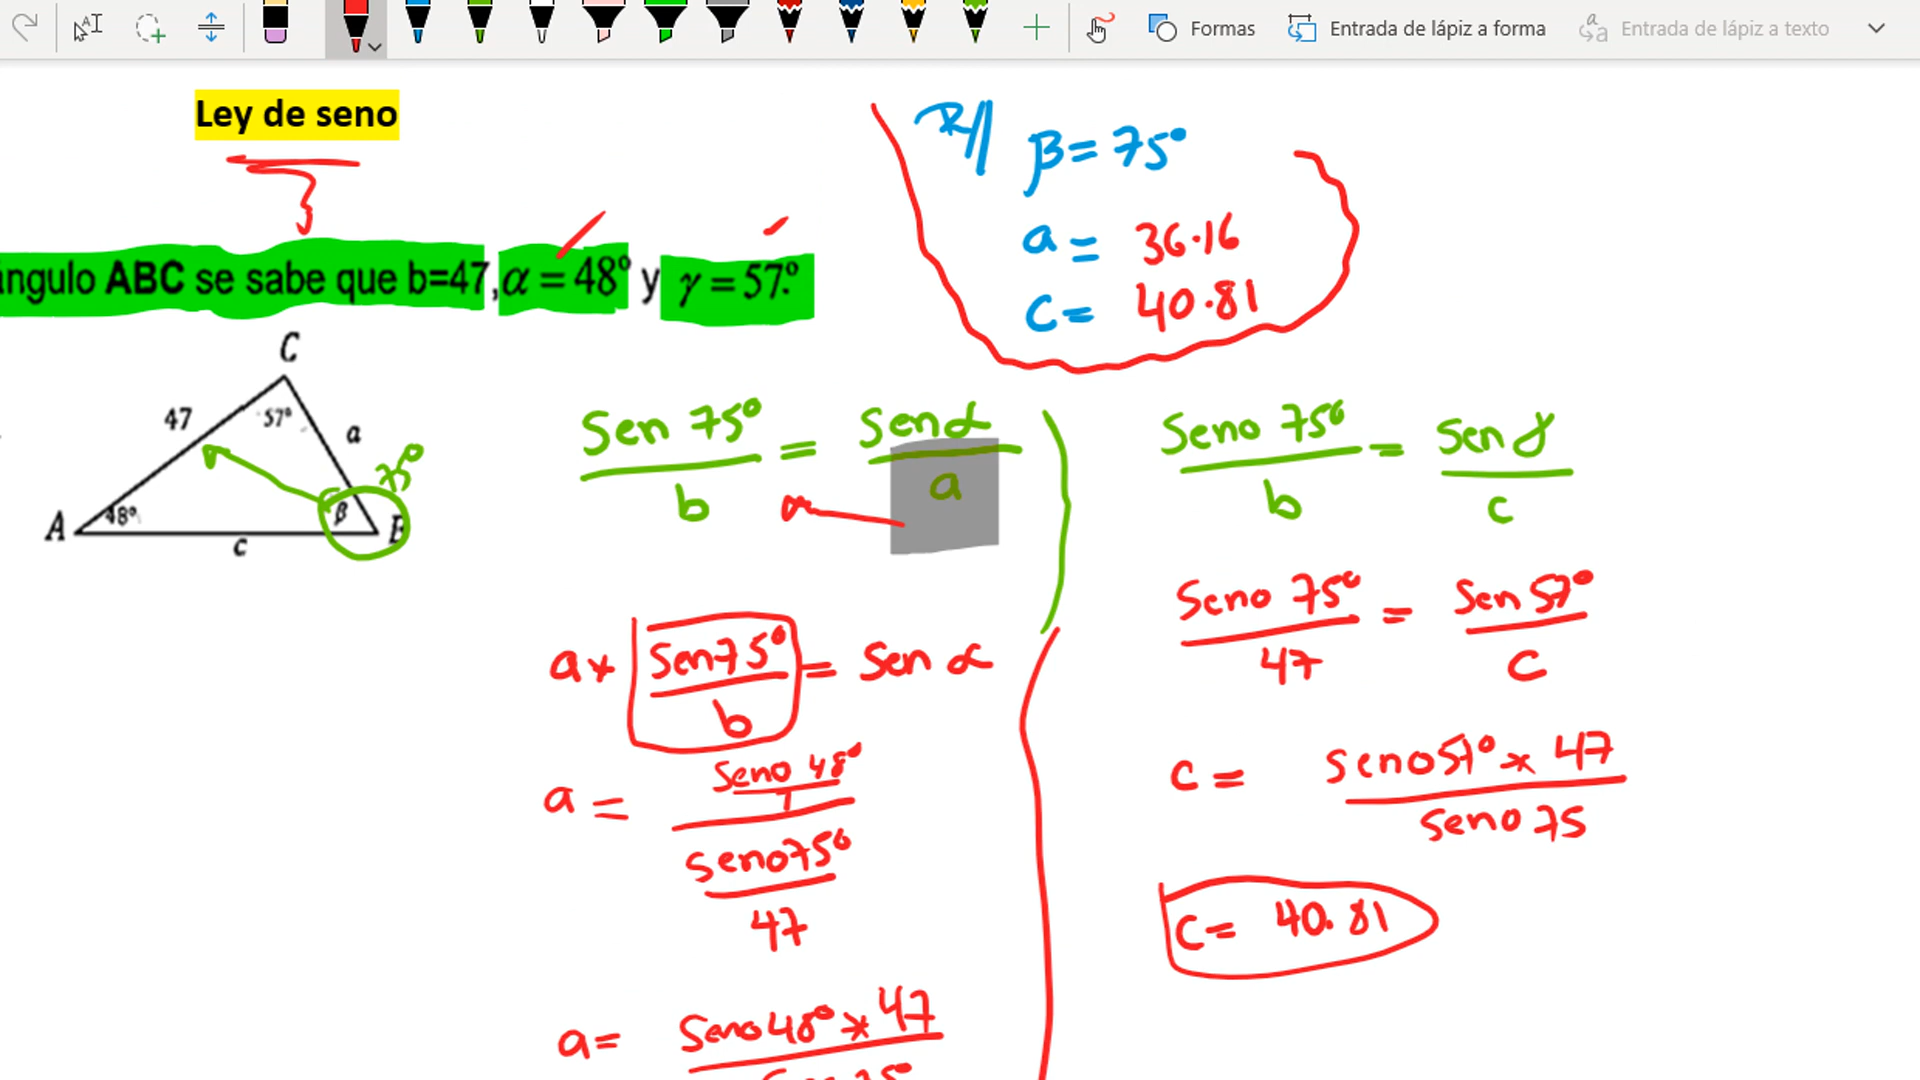 Formas
Entrada de lápiz a forma
Entrada de lápiz a texto
Ley de seno
ángulo ABC se sabe que b=47, α = 48° y γ = 57°.
R// β = 75°
a = 36.16
c = 40.81
C
47
57°
a
75°
A
48°
β
B
c
Sen 75° / b = Sen α / a
a * Sen 75° / b = Sen α
a = Seno 48° / 1 / Seno 75° / 47
a = Seno 48° * 47
Seno 75° / b = Sen γ / c
Seno 75° / 47 = Sen 57° / c
c = Seno 57° * 47 / Seno 75
c = 40.81